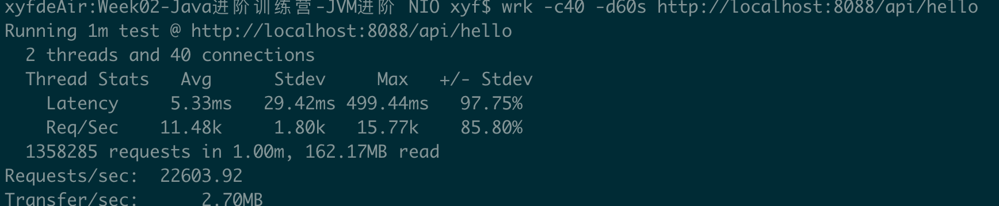 xyfdeAir:Week02-Java进阶训练营-JVM进阶 NIO xyf$ wrk -c40 -d60s http://localhost:8088/api/hello
Running 1m test @ http://localhost:8088/api/hello
  2 threads and 40 connections
  Thread Stats   Avg      Stdev     Max   +/- Stdev
    Latency     5.33ms   29.42ms 499.44ms   97.75%
    Req/Sec    11.48k     1.80k    15.77k    85.80%
  1358285 requests in 1.00m, 162.17MB read
Requests/sec:  22603.92
Transfer/sec:      2.70MB